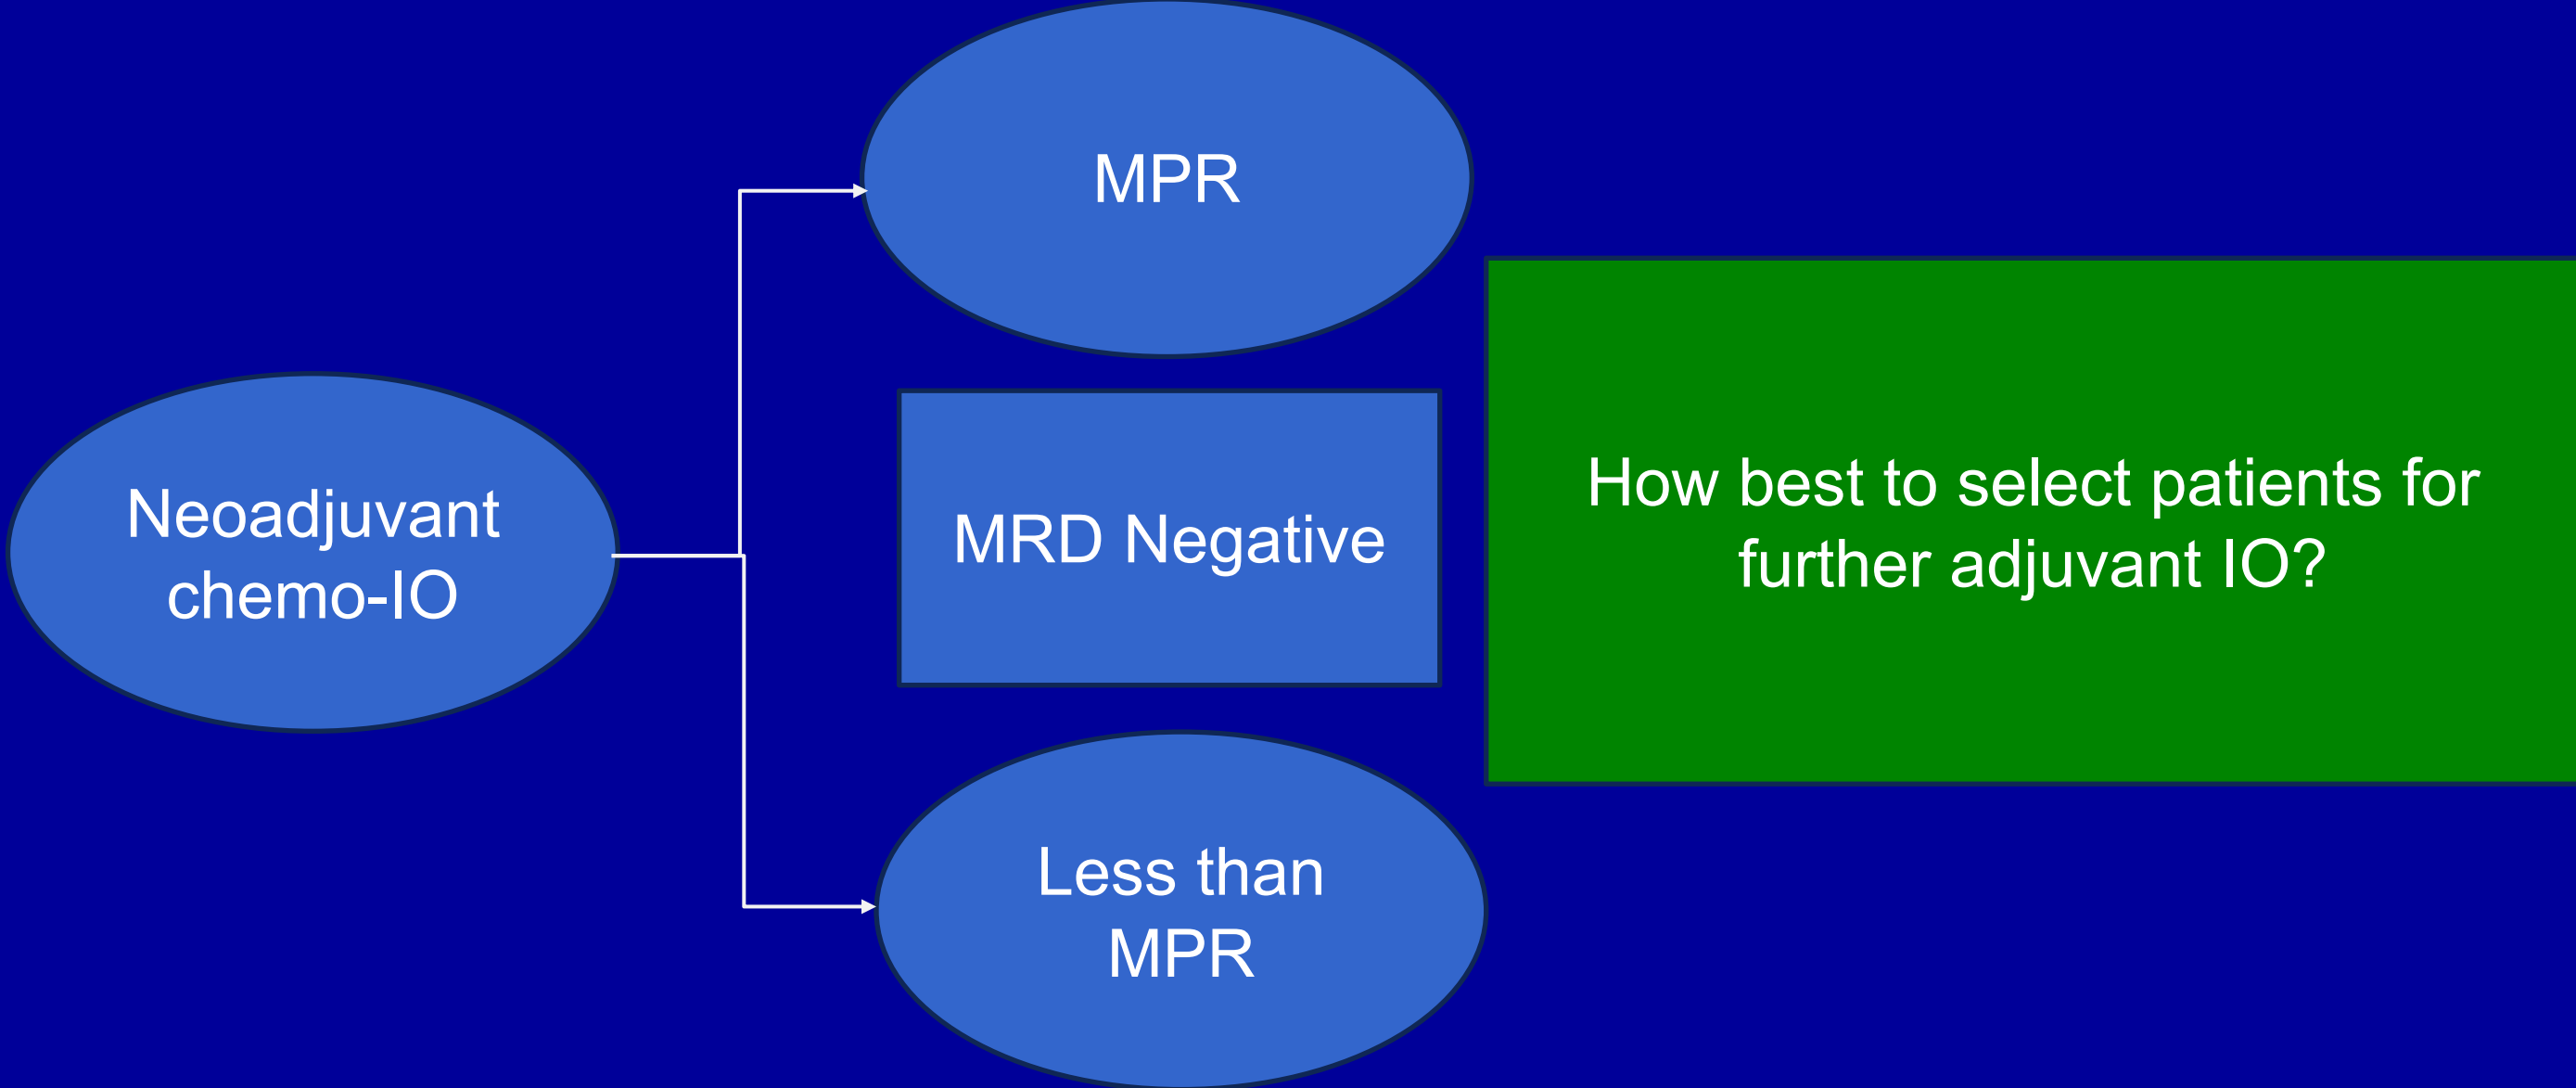 MPR
Neoadjuvant
chemo-IO
MRD Negative
How best to select patients for
further adjuvant IO?
Less than
MPR